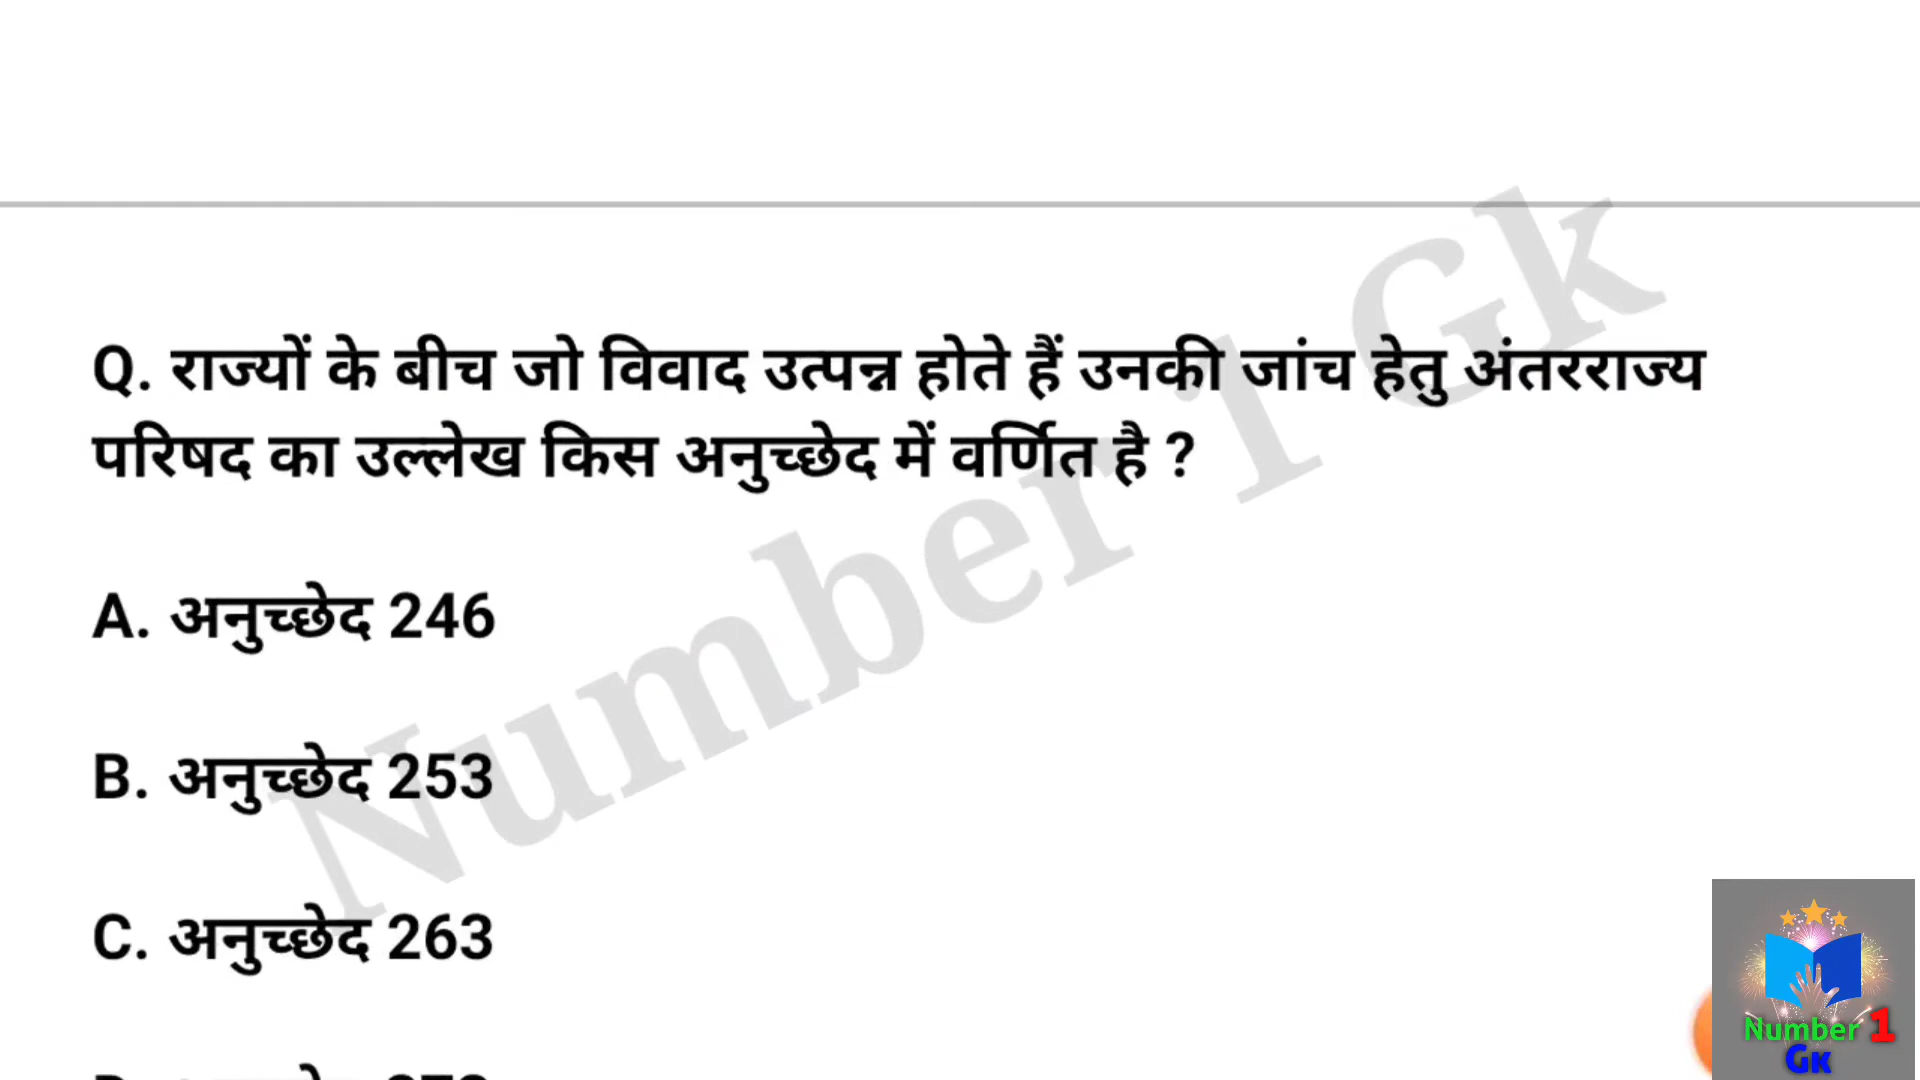 Q. राज्यों के बीच जो विवाद उत्पन्न होते हैं उनकी जांच हेतु अंतरराज्य
परिषद का उल्लेख किस अनुच्छेद में वर्णित है ?
A. अनुच्छेद 246
B. अनुच्छेद 253
C. अनुच्छेद 263
Number 1 Gk
Number 1
GK